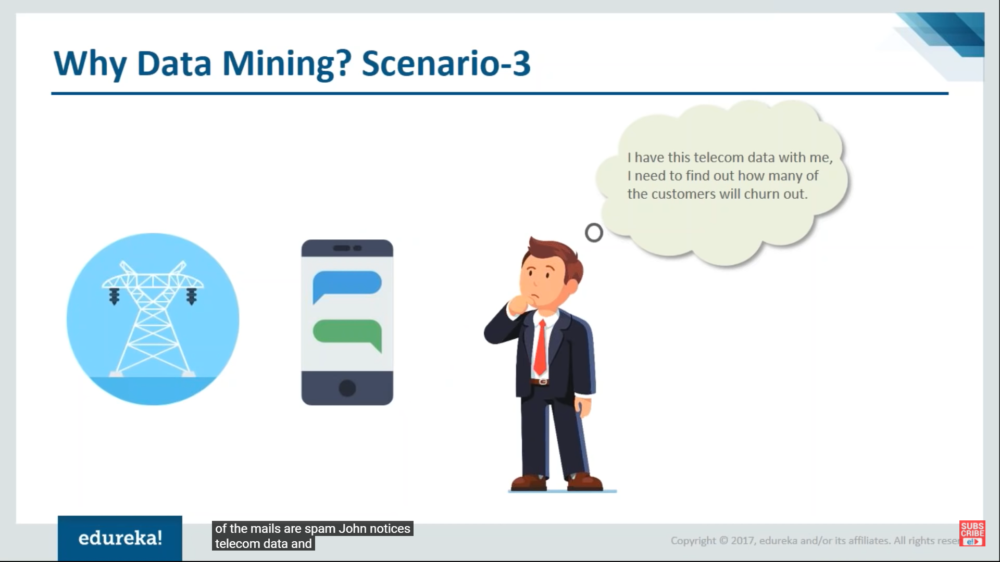 Why Data Mining? Scenario-3
I have this telecom data with me,
I need to find out how many of
the customers will churn out.
edureka!
of the mails are spam John notices
telecom data and
Copyright © 2017, edureka and/or its affiliates. All rights reser
SUBS
CRIBE
e!